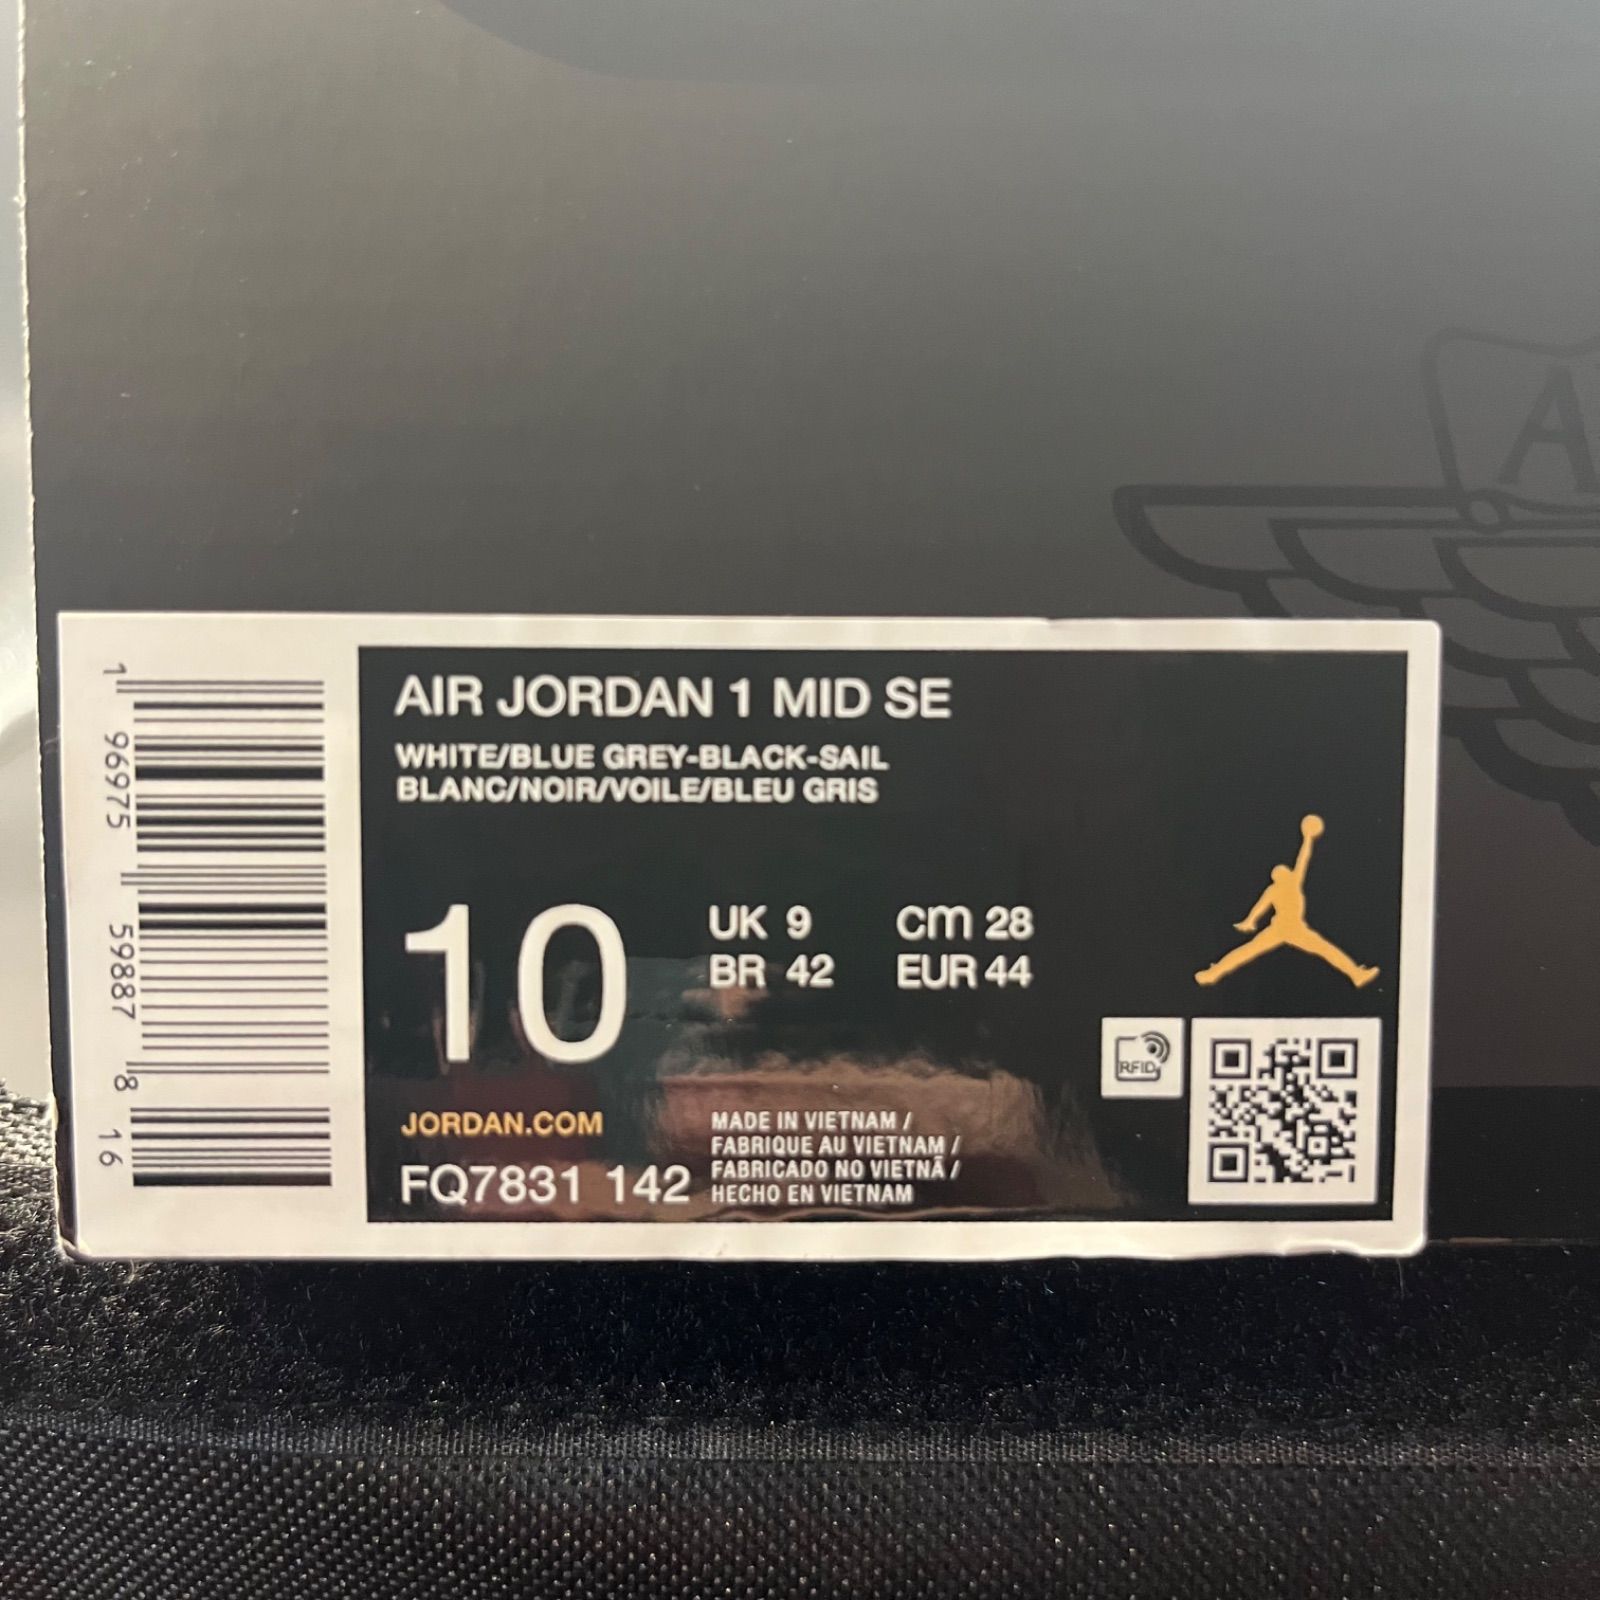 A
AIR JORDAN 1 MID SE
WHITE/BLUE GREY-BLACK-SAIL
BLANC/NOIR/VOILE/BLEU GRIS
10
UK 9
cm 28
BR 42
EUR 44
RFID
JORDAN.COM
FQ7831 142
MADE IN VIETNAM /
FABRIQUE AU VIETNAM /
FABRICADO NO VIETNÃ /
HECHO EN VIETNAM
1 96975 59887 8 16